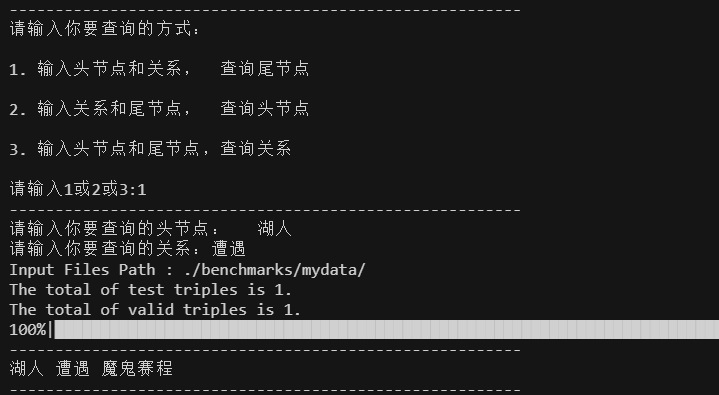 --------------------------------------------------------
请输入你要查询的方式:
1. 输入头节点和关系， 查询尾节点
2. 输入关系和尾节点， 查询头节点
3. 输入头节点和尾节点，查询关系
请输入1或2或3:1
--------------------------------------------------------
请输入你要查询的头节点： 湖人
请输入你要查询的关系：遭遇
Input Files Path : ./benchmarks/mydata/
The total of test triples is 1.
The total of valid triples is 1.
100%|
--------------------------------------------------------
湖人 遭遇 魔鬼赛程
--------------------------------------------------------